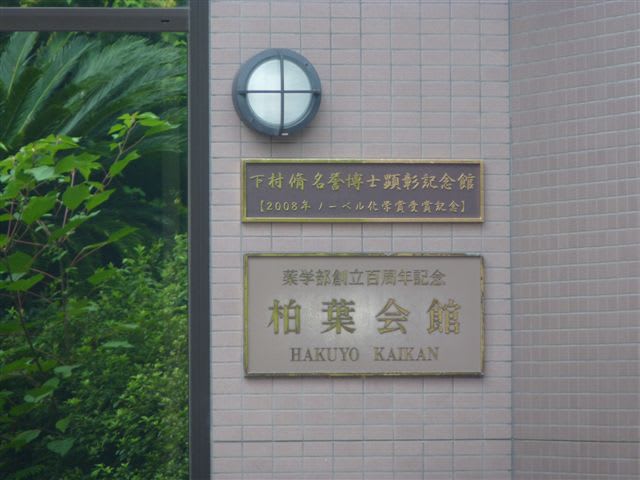 下村脩名誉博士顕彰記念館
【2008年 ノーベル化学賞受賞記念】
薬学部創立百周年記念
柏葉会館
HAKUYO KAIKAN